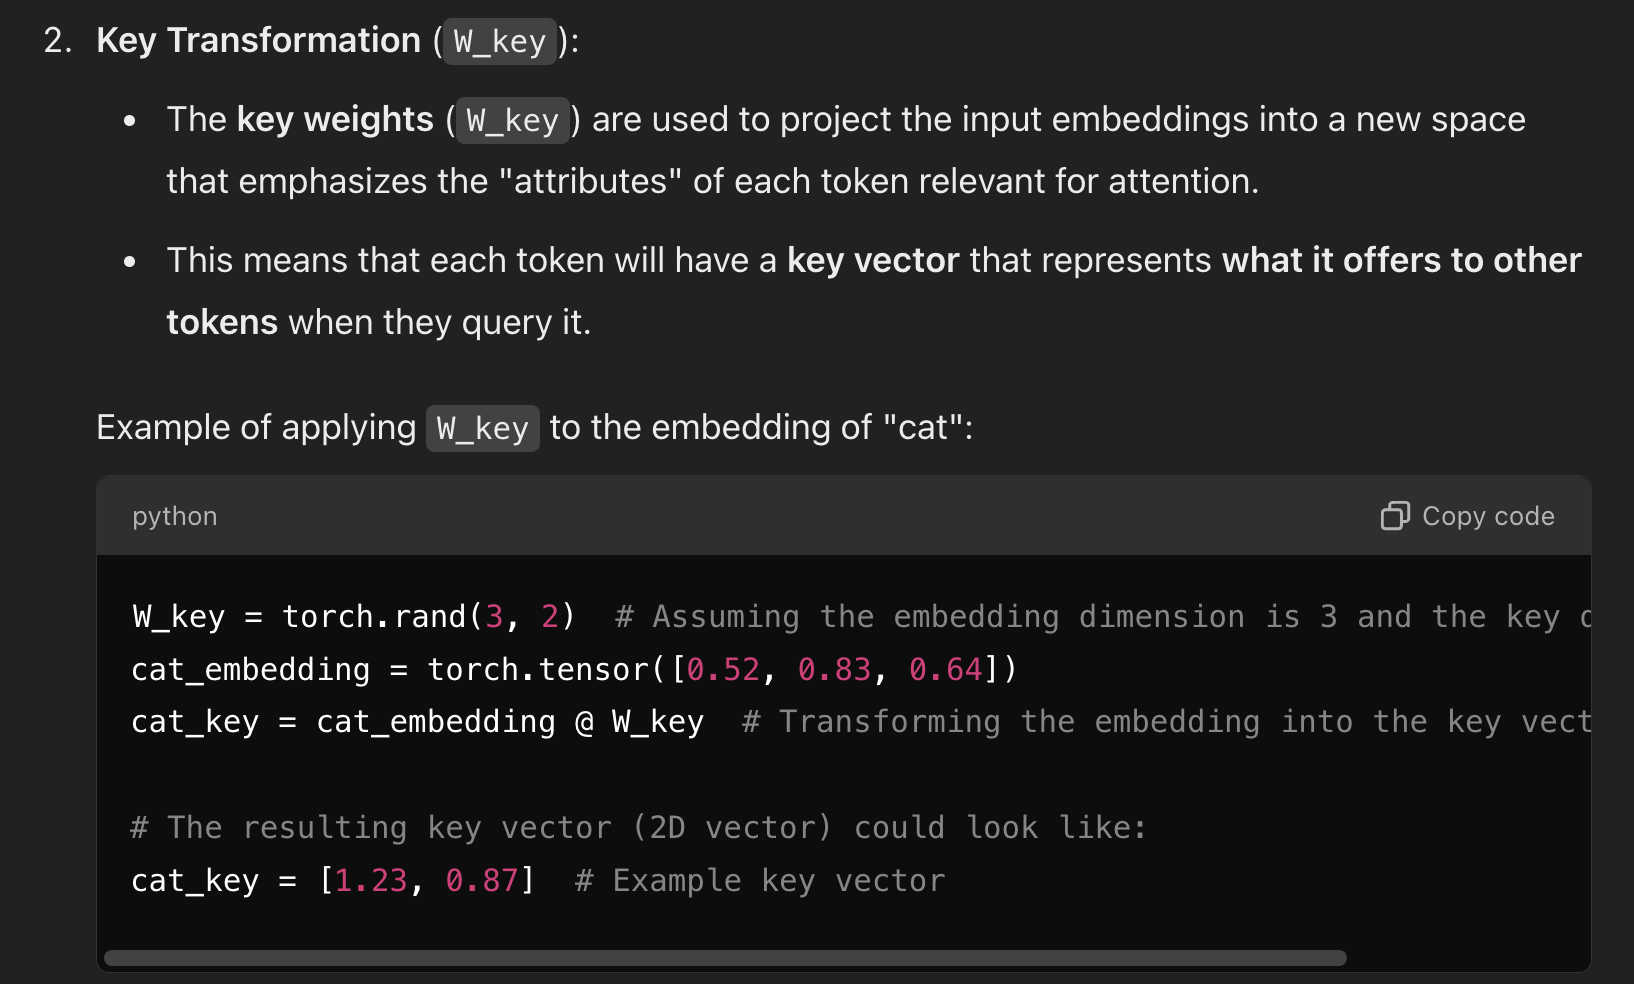 2. Key Transformation (W_key):
• The key weights (W_key) are used to project the input embeddings into a new space
that emphasizes the "attributes" of each token relevant for attention.
• This means that each token will have a key vector that represents what it offers to other
tokens when they query it.
Example of applying W_key to the embedding of "cat":
python Copy code
W_key = torch.rand(3, 2)  # Assuming the embedding dimension is 3 and the key
cat_embedding = torch.tensor([0.52, 0.83, 0.64])
cat_key = cat_embedding @ W_key  # Transforming the embedding into the key vect
# The resulting key vector (2D vector) could look like:
cat_key = [1.23, 0.87]  # Example key vector